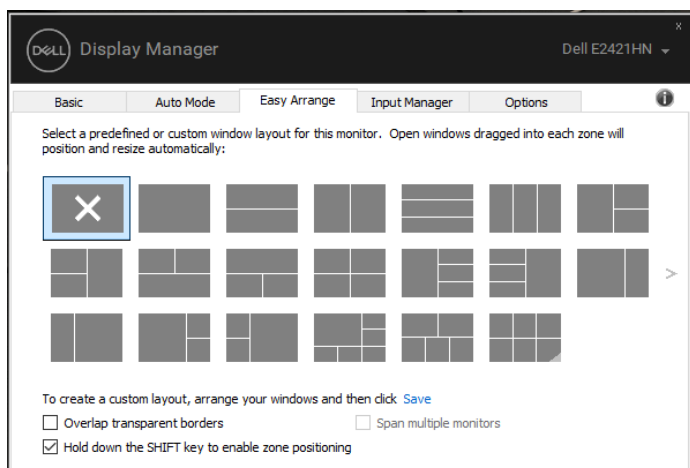 DELL Display Manager
x
Dell E2421HN
Basic Auto Mode Easy Arrange Input Manager Options
Select a predefined or custom window layout for this monitor. Open windows dragged into each zone will
position and resize automatically:
To create a custom layout, arrange your windows and then click Save
Overlap transparent borders Span multiple monitors
Hold down the SHIFT key to enable zone positioning